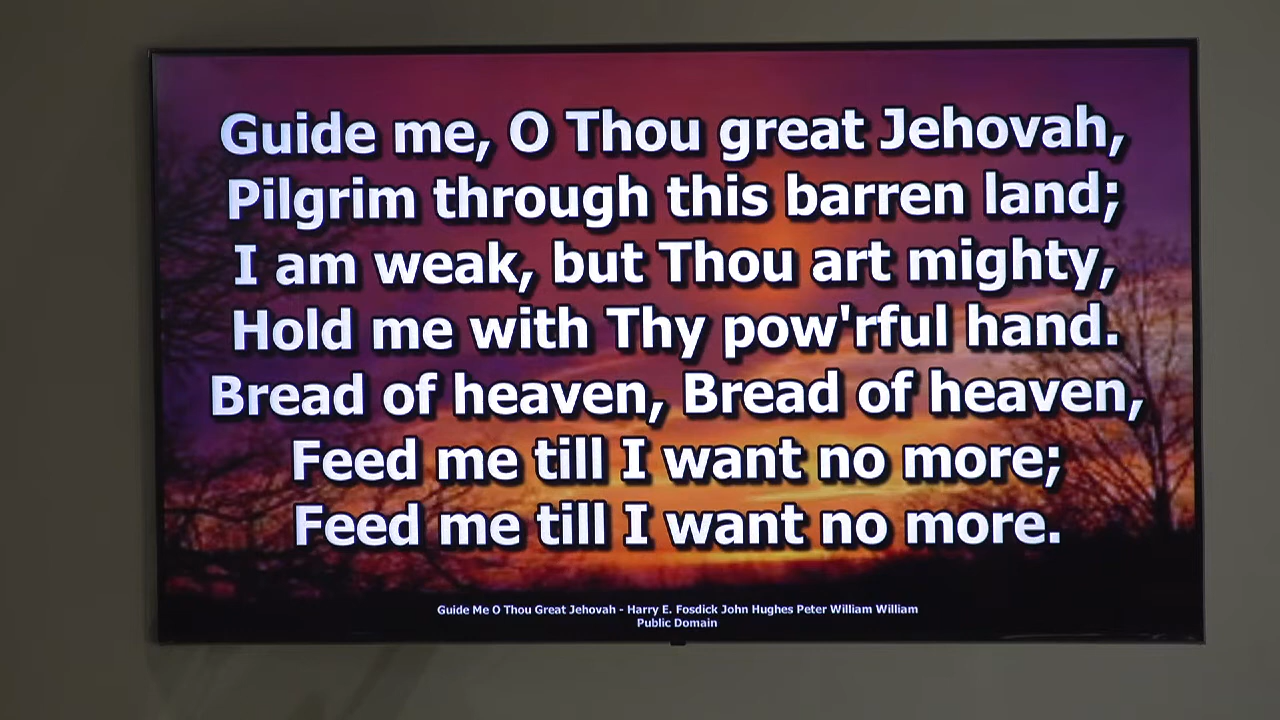 Guide me, O Thou great Jehovah,
Pilgrim through this barren land;
I am weak, but Thou art mighty,
Hold me with Thy pow'rful hand.
Bread of heaven, Bread of heaven,
Feed me till I want no more;
Feed me till I want no more.
Guide Me O Thou Great Jehovah - Harry E. Fosdick John Hughes Peter William William
Public Domain